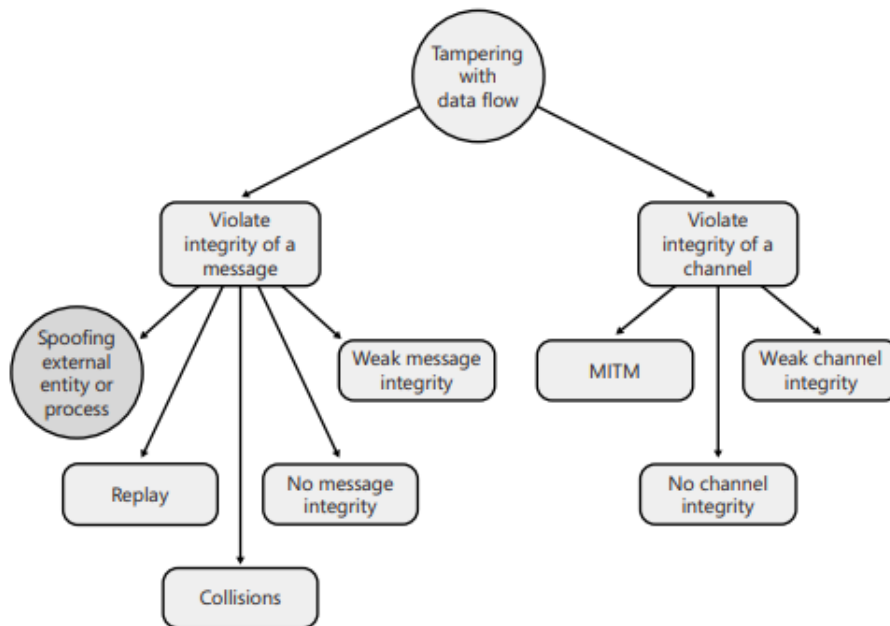 Tampering
with
data flow
Violate
integrity of a
message
Violate
integrity of a
channel
Spoofing
external
entity or
process
Weak message
integrity
MITM
Weak channel
integrity
Replay
No message
integrity
No channel
integrity
Collisions